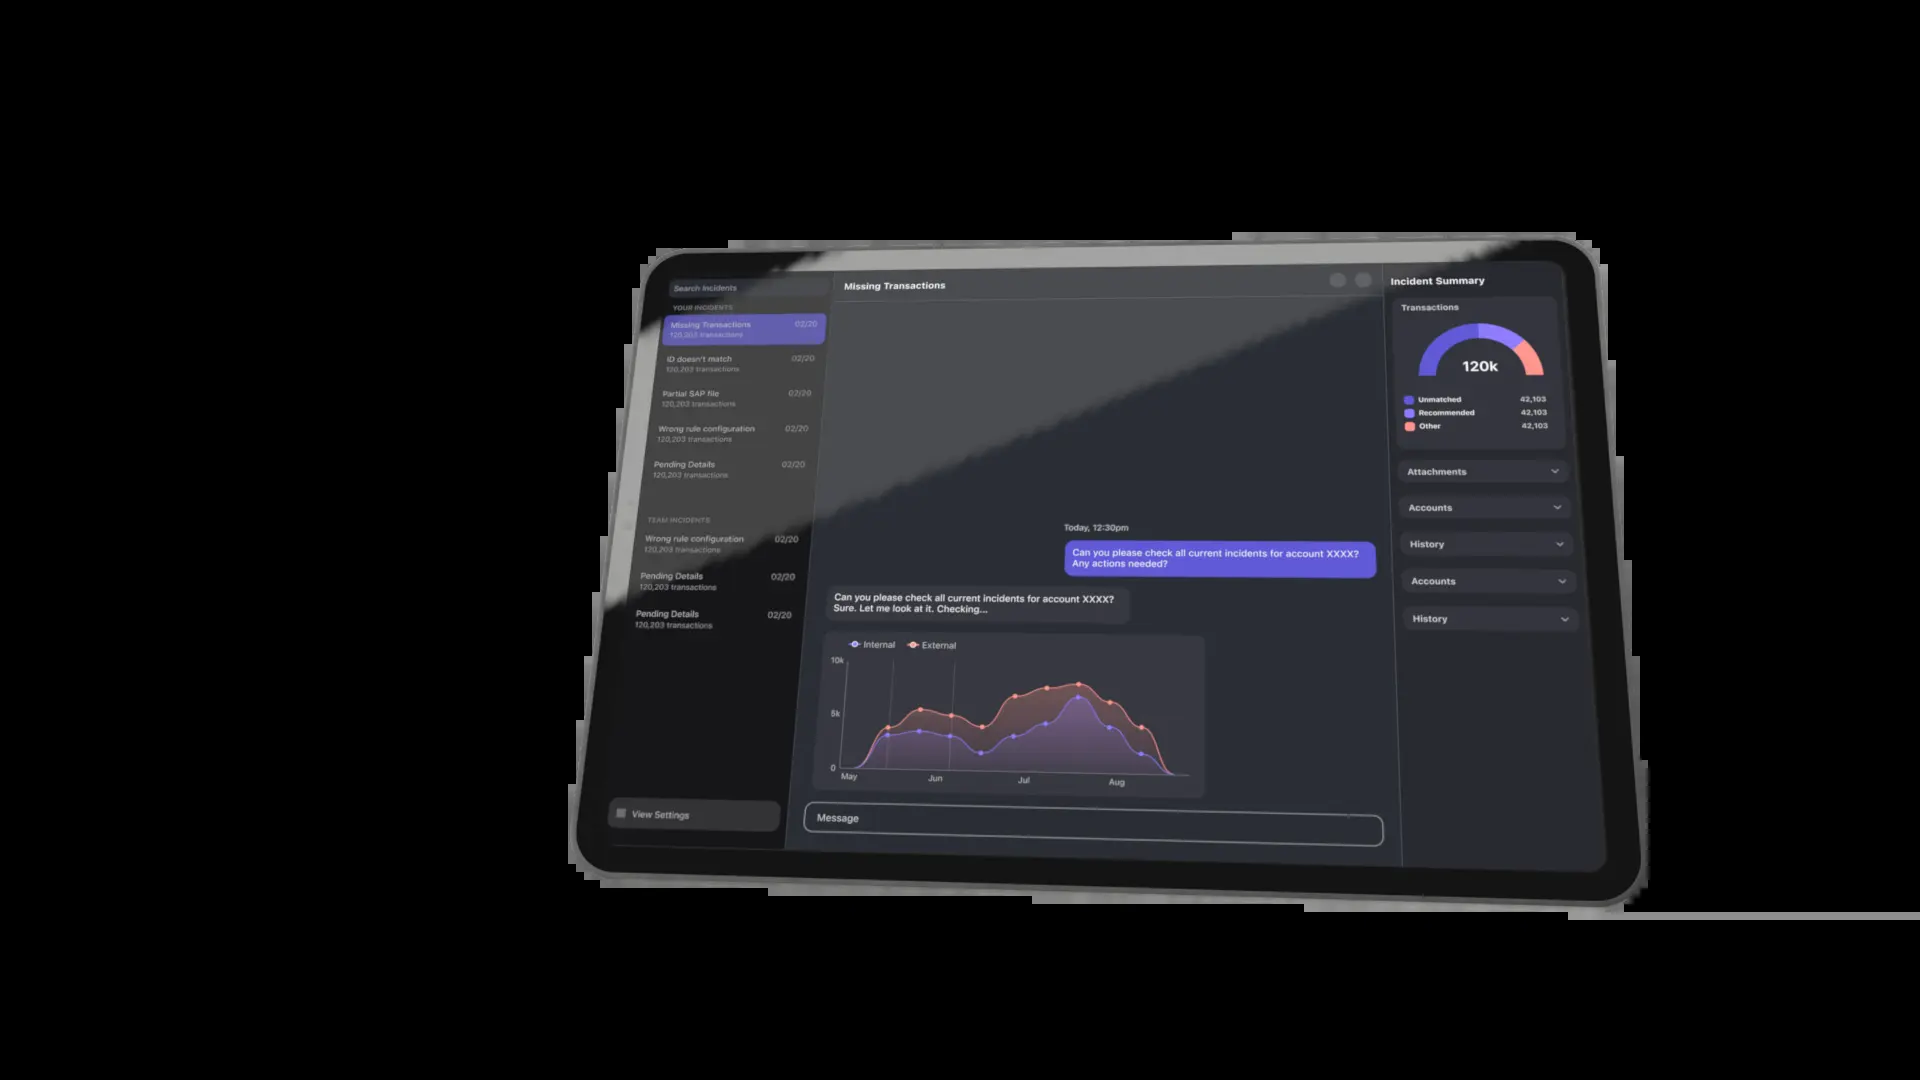 Search Incidents
YOUR INCIDENTS
Missing Transactions 02/20
120,203 transactions
ID doesn't match 02/20
120,203 transactions
Partial SAP file 02/20
120,203 transactions
Wrong rule configuration 02/20
120,203 transactions
Pending Details 02/20
120,203 transactions
TEAM INCIDENTS
Wrong rule configuration 02/20
120,203 transactions
Pending Details 02/20
120,203 transactions
Pending Details 02/20
120,203 transactions
View Settings
Missing Transactions
Today, 12:30pm
Can you please check all current incidents for account XXXX?
Any actions needed?
Can you please check all current incidents for account XXXX?
Sure. Let me look at it. Checking...
Internal External
10k
5k
0
May Jun Jul Aug
Message
Incident Summary
Transactions
120k
Unmatched 42,103
Recommended 42,103
Other 42,103
Attachments
Accounts
History
Accounts
History